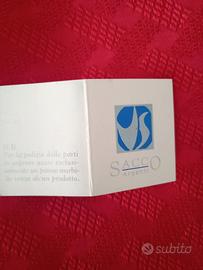 N.B.
Per la pulizia delle parti
in argento usare esclusi-
vamente un panno morbi-
do senza alcun prodotto.
SACCO
Argenti
subito